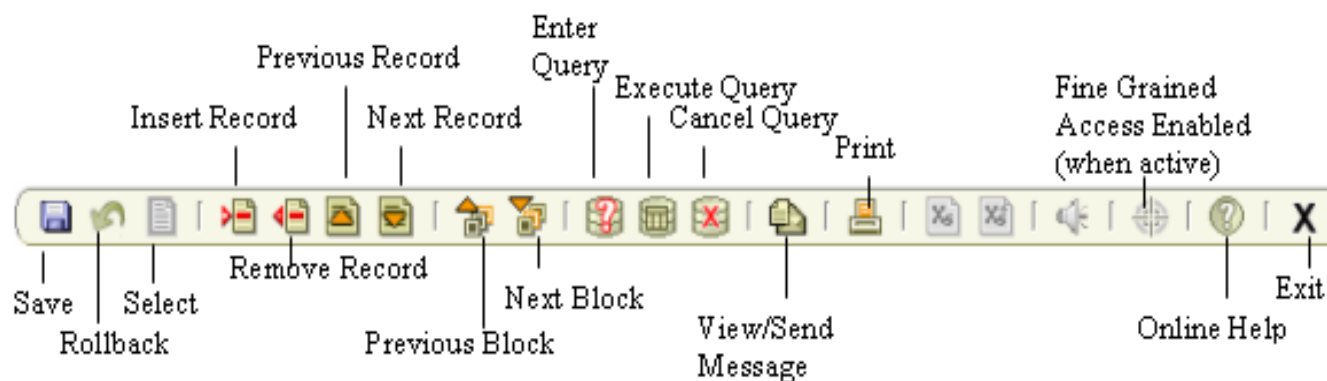 Enter
Query
Previous Record
Execute Query
Fine Grained
Access Enabled
(when active)
Insert Record
Next Record
Cancel Query
Print
Remove Record
Save
Select
Next Block
Exit
Rollback
Previous Block
View/Send
Message
Online Help